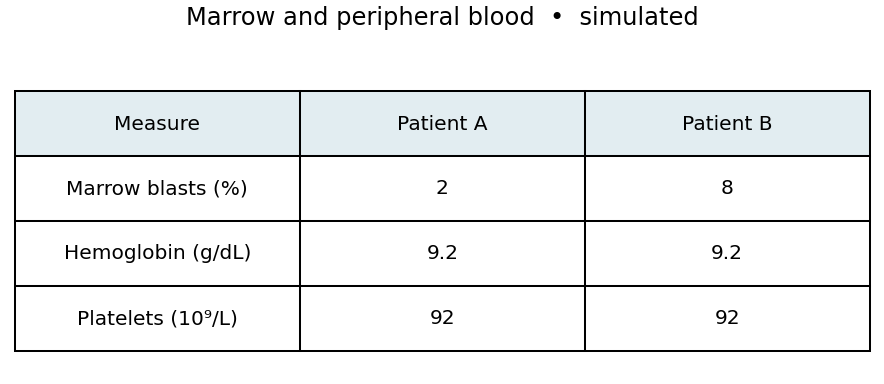 Marrow and peripheral blood • simulated
Measure Patient A Patient B
Marrow blasts (%) 2 8
Hemoglobin (g/dL) 9.2 9.2
Platelets (10⁹/L) 92 92